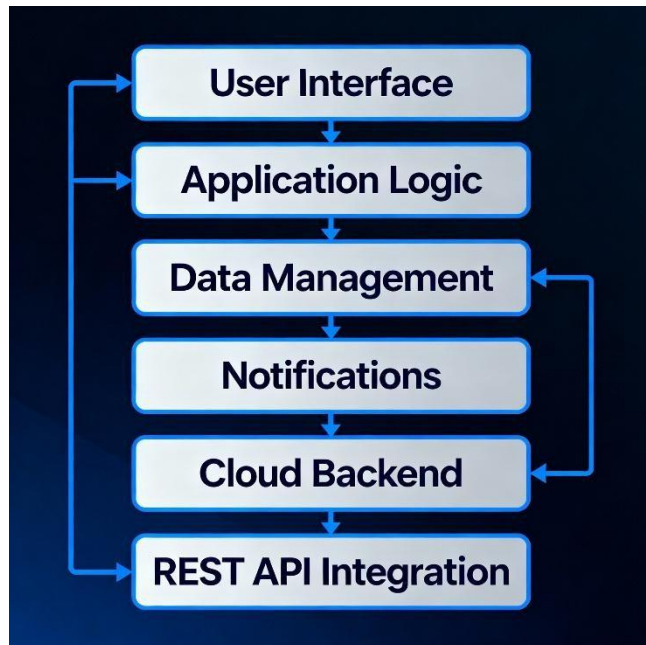 User Interface
Application Logic
Data Management
Notifications
Cloud Backend
REST API Integration